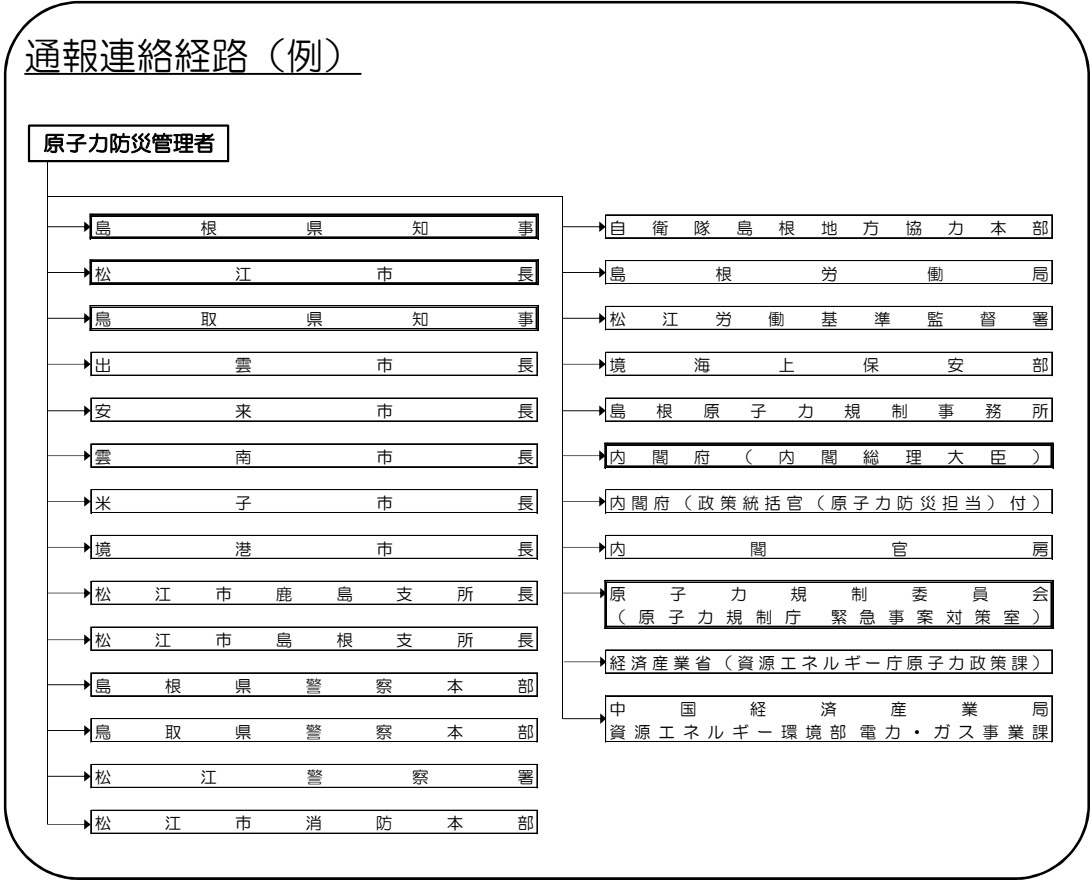 通報連絡経路（例）
原子力防災管理者
島根県知事
松江市長
鳥取県知事
出雲市長
安来市長
雲南市長
米子市長
境港市長
松江市鹿島支所長
松江市島根支所長
島根県警察本部
鳥取県警察本部
松江警察署
松江市消防本部
自衛隊島根地方協力本部
島根労働局
松江労働基準監督署
境海上保安部
島根原子力規制事務所
内閣府（内閣総理大臣）
内閣府（政策統括官（原子力防災担当）付）
内閣官房
原子力規制委員会
（原子力規制庁 緊急事案対策室）
経済産業省（資源エネルギー庁原子力政策課）
中国経済産業局
資源エネルギー環境部 電力・ガス事業課